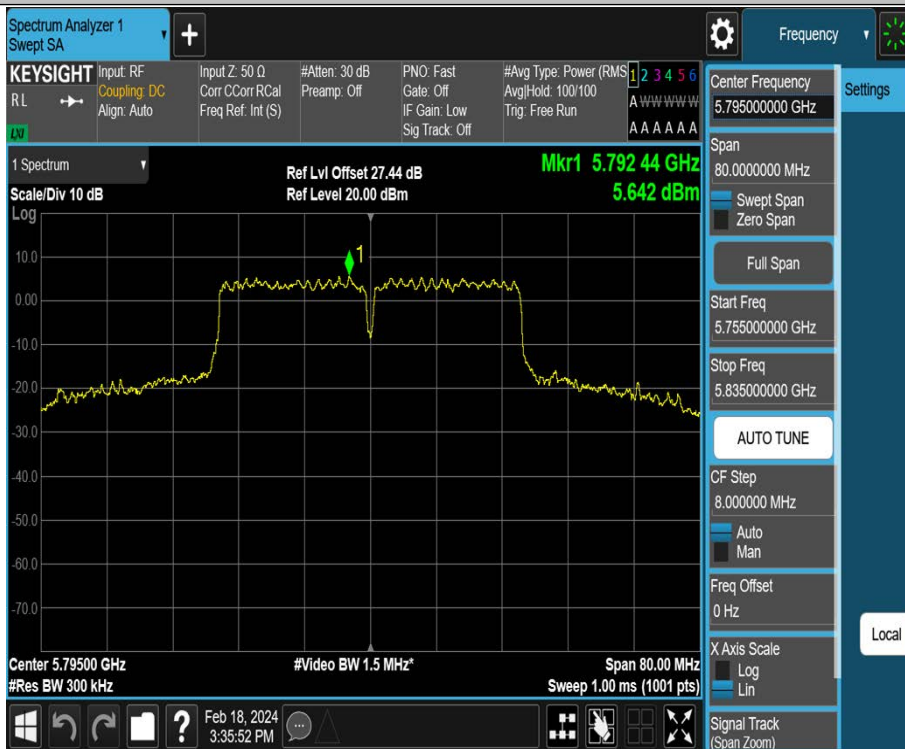 Spectrum Analyzer 1
Swept SA
+
Frequency
KEYSIGHT
R L
LXI
Input: RF
Coupling: DC
Align: Auto
Input Z: 50 Ω
Corr CCorr RCal
Freq Ref: Int (S)
#Atten: 30 dB
Preamp: Off
PNO: Fast
Gate: Off
IF Gain: Low
Sig Track: Off
#Avg Type: Power (RMS
Avg|Hold: 100/100
Trig: Free Run
1 2 3 4 5 6
A W W W W W
A A A A A A
1 Spectrum
Scale/Div 10 dB
Log
Ref Lvl Offset 27.44 dB
Ref Level 20.00 dBm
Mkr1 5.792 44 GHz
5.642 dBm
1
10.0
0.00
-10.0
-20.0
-30.0
-40.0
-50.0
-60.0
-70.0
Center 5.79500 GHz
#Res BW 300 kHz
#Video BW 1.5 MHz*
Span 80.00 MHz
Sweep 1.00 ms (1001 pts)
?
Feb 18, 2024
3:35:52 PM
Center Frequency
5.795000000 GHz
Span
80.0000000 MHz
Swept Span
Zero Span
Full Span
Start Freq
5.755000000 GHz
Stop Freq
5.835000000 GHz
AUTO TUNE
CF Step
8.000000 MHz
Auto
Man
Freq Offset
0 Hz
X Axis Scale
Log
Lin
Signal Track
(Span Zoom)
Settings
Local